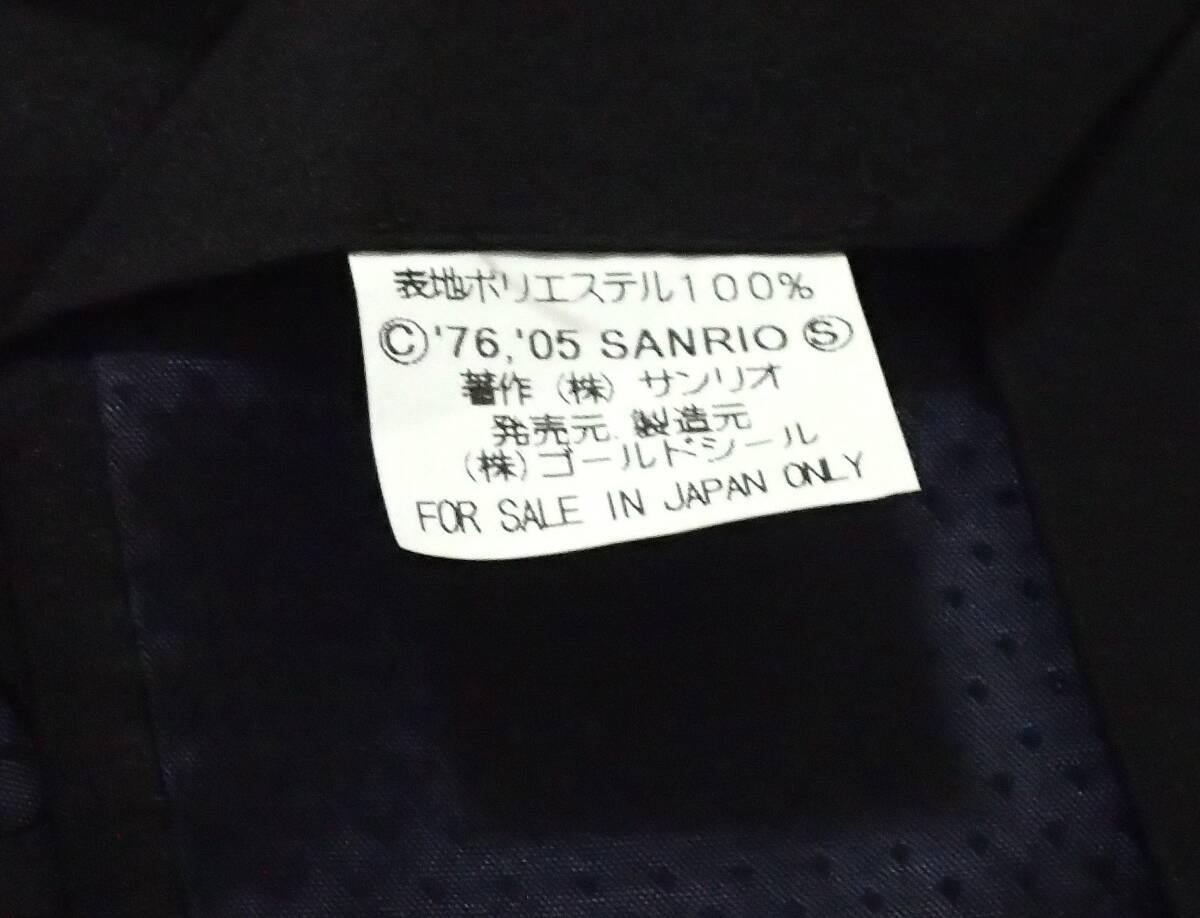 表地ポリエステル100%
Ⓒ'76,'05 SANRIO Ⓢ
著作 (株) サンリオ
発売元 製造元
(株)ゴールドシール
FOR SALE IN JAPAN ONLY